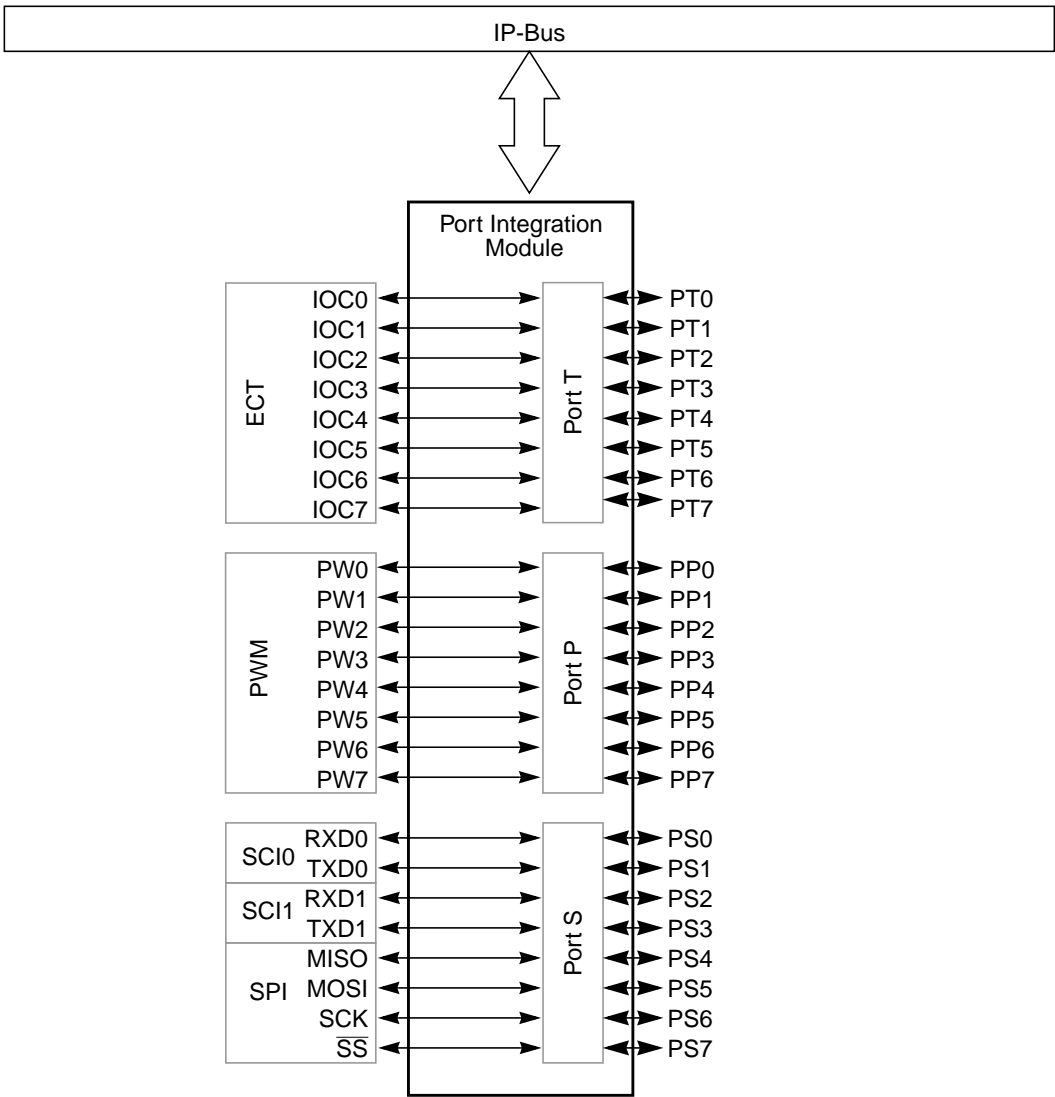 IP-Bus
Port Integration
Module
ECT
IOC0
IOC1
IOC2
IOC3
IOC4
IOC5
IOC6
IOC7
Port T
PT0
PT1
PT2
PT3
PT4
PT5
PT6
PT7
PWM
PW0
PW1
PW2
PW3
PW4
PW5
PW6
PW7
Port P
PP0
PP1
PP2
PP3
PP4
PP5
PP6
PP7
SCI0
RXD0
TXD0
SCI1
RXD1
TXD1
SPI
MISO
MOSI
SCK
S̅S̅
Port S
PS0
PS1
PS2
PS3
PS4
PS5
PS6
PS7